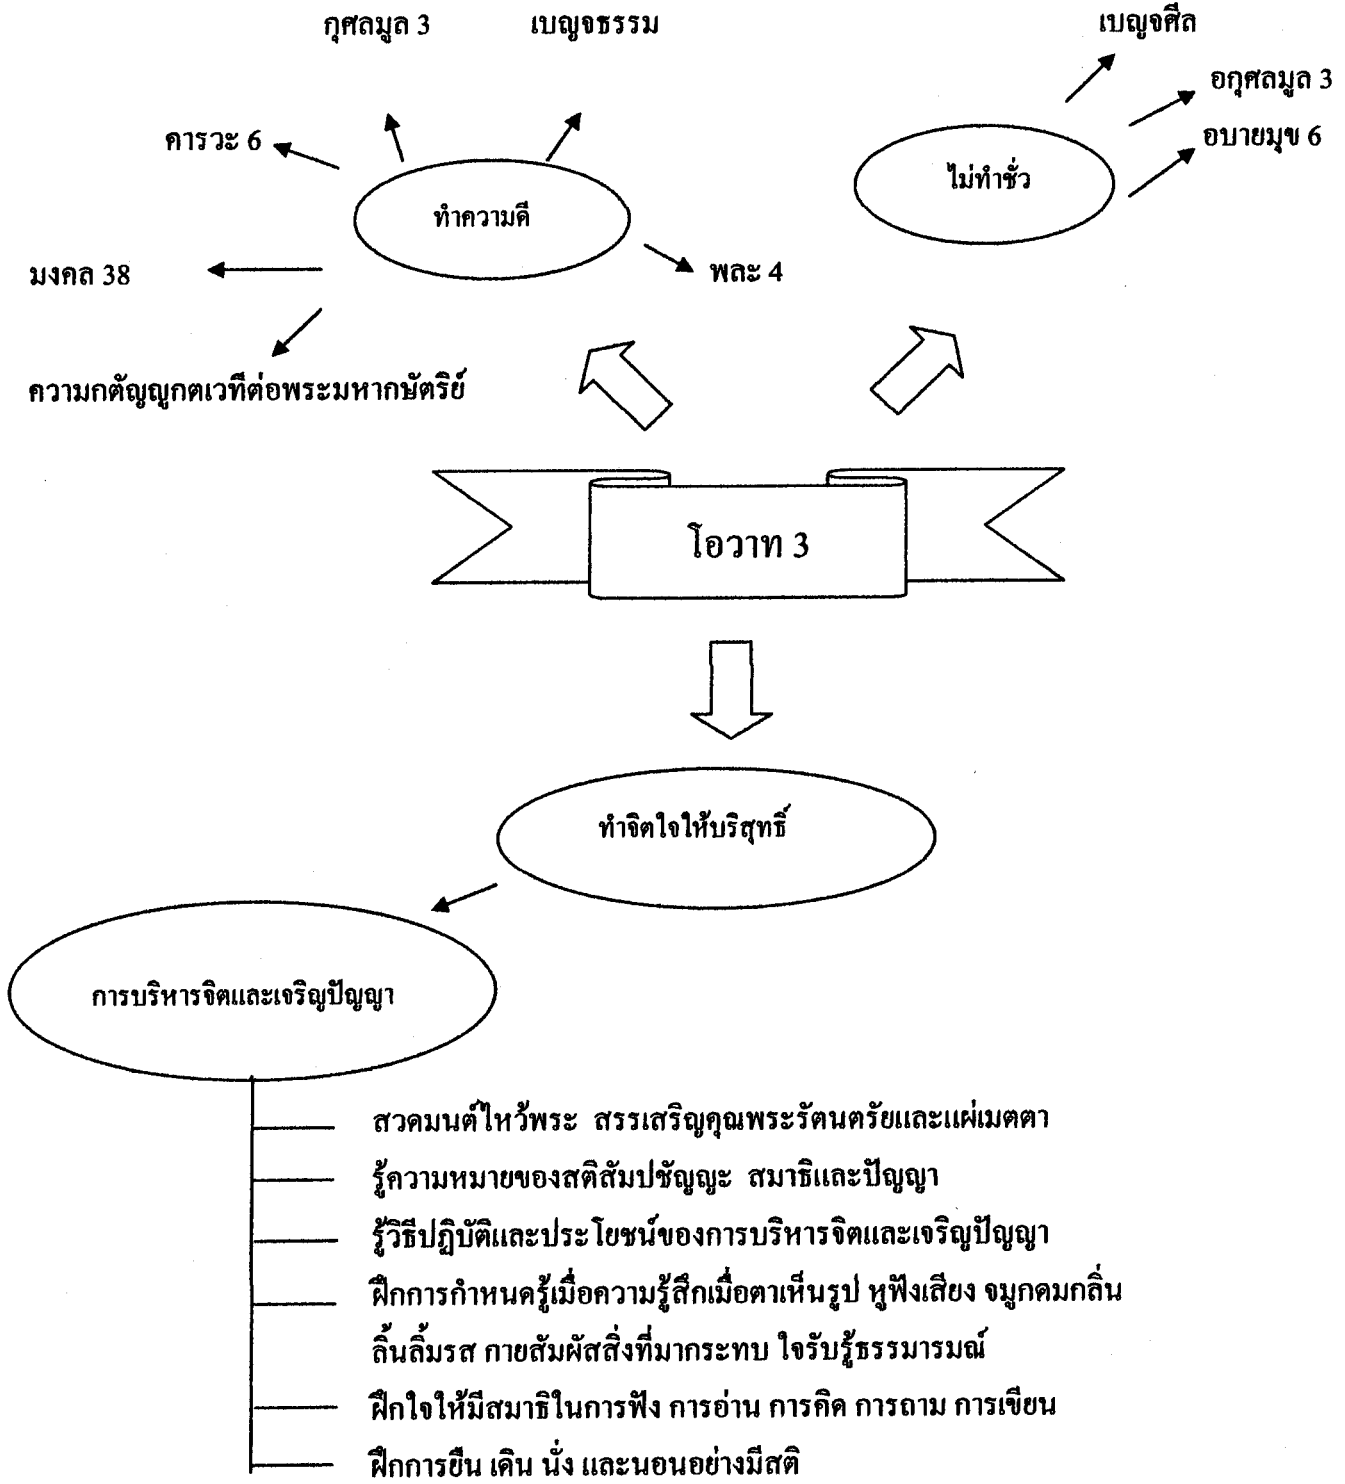 กุศลมูล 3 เบญจธรรม เบญจศีล
อกุศลมูล 3
คารวะ 6 อบายมุข 6
ไม่ทำชั่ว
ทำความดี
มงคล 38 พละ 4
ความกตัญญูกตเวทีต่อพระมหากษัตริย์
โอวาท 3
ทำจิตใจให้บริสุทธิ์
การบริหารจิตและเจริญปัญญา
สวดมนต์ไหว้พระ สรรเสริญคุณพระรัตนตรัยและแผ่เมตตา
รู้ความหมายของสติสัมปชัญญะ สมาธิและปัญญา
รู้วิธีปฏิบัติและประโยชน์ของการบริหารจิตและเจริญปัญญา
ฝึกการกำหนดรู้เมื่อความรู้สึกเมื่อตาเห็นรูป หูฟังเสียง จมูกดมกลิ่น
ลิ้นลิ้มรส กายสัมผัสสิ่งที่มากระทบ ใจรับรู้ธรรมารมณ์
ฝึกใจให้มีสมาธิในการฟัง การอ่าน การคิด การถาม การเขียน
ฝึกการยืน เดิน นั่ง และนอนอย่างมีสติ